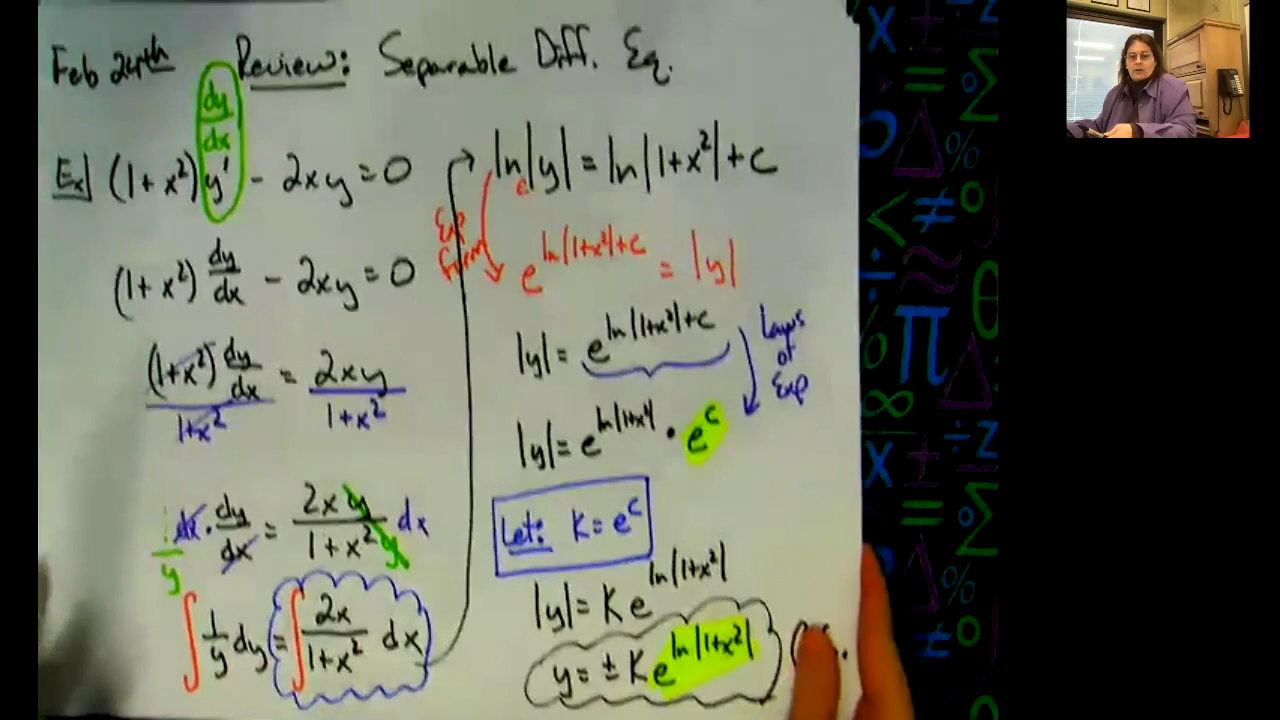 Feb 24th Review: Separable Diff. Eq.
dy/dx
Ex| (1+x²) y' - 2xy = 0
(1+x²) dy/dx - 2xy = 0
(1+x²) dy/dx / 1+x² = 2xy / 1+x²
1/y dx · dy/dx = 2xy / 1+x² y dx
∫ 1/y dy = ∫ 2x / 1+x² dx
ln|y| = ln|1+x²| + c
e
Exp form
e^(ln|1+x²|+c) = |y|
|y| = e^(ln|1+x²|+c)
Laws of Exp
|y| = e^(ln|1+x²|) · e^c
Let: K = e^c
|y| = K e^(ln|1+x²|)
y = ± K e^(ln|1+x²|)